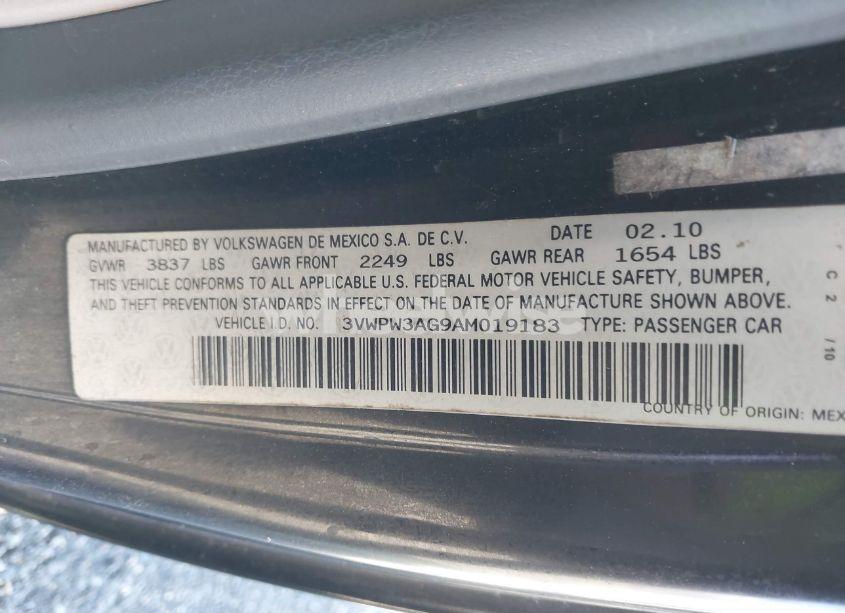 MANUFACTURED BY VOLKSWAGEN DE MEXICO S.A. DE C.V. DATE 02.10
GVWR 3837 LBS GAWR FRONT 2249 LBS GAWR REAR 1654 LBS
THIS VEHICLE CONFORMS TO ALL APPLICABLE U.S. FEDERAL MOTOR VEHICLE SAFETY, BUMPER,
AND THEFT PREVENTION STANDARDS IN EFFECT ON THE DATE OF MANUFACTURE SHOWN ABOVE.
VEHICLE I.D. NO. 3VWPW3AG9AM019183 TYPE: PASSENGER CAR
COUNTRY OF ORIGIN: MEX
C 2 /10